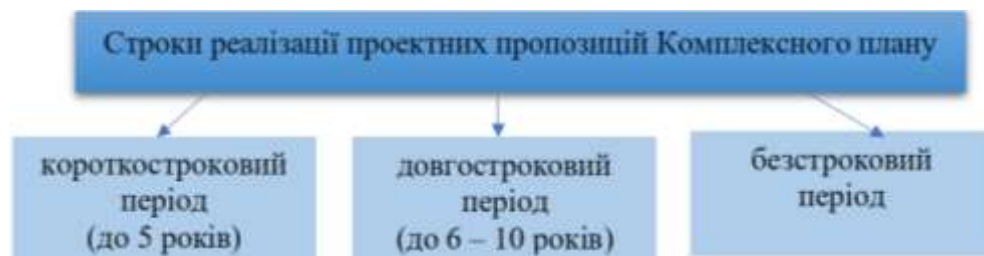 Строки реалізації проектних пропозицій Комплексного плану
короткостроковий
період
(до 5 років)
довгостроковий
період
(до 6 – 10 років)
безстроковий
період